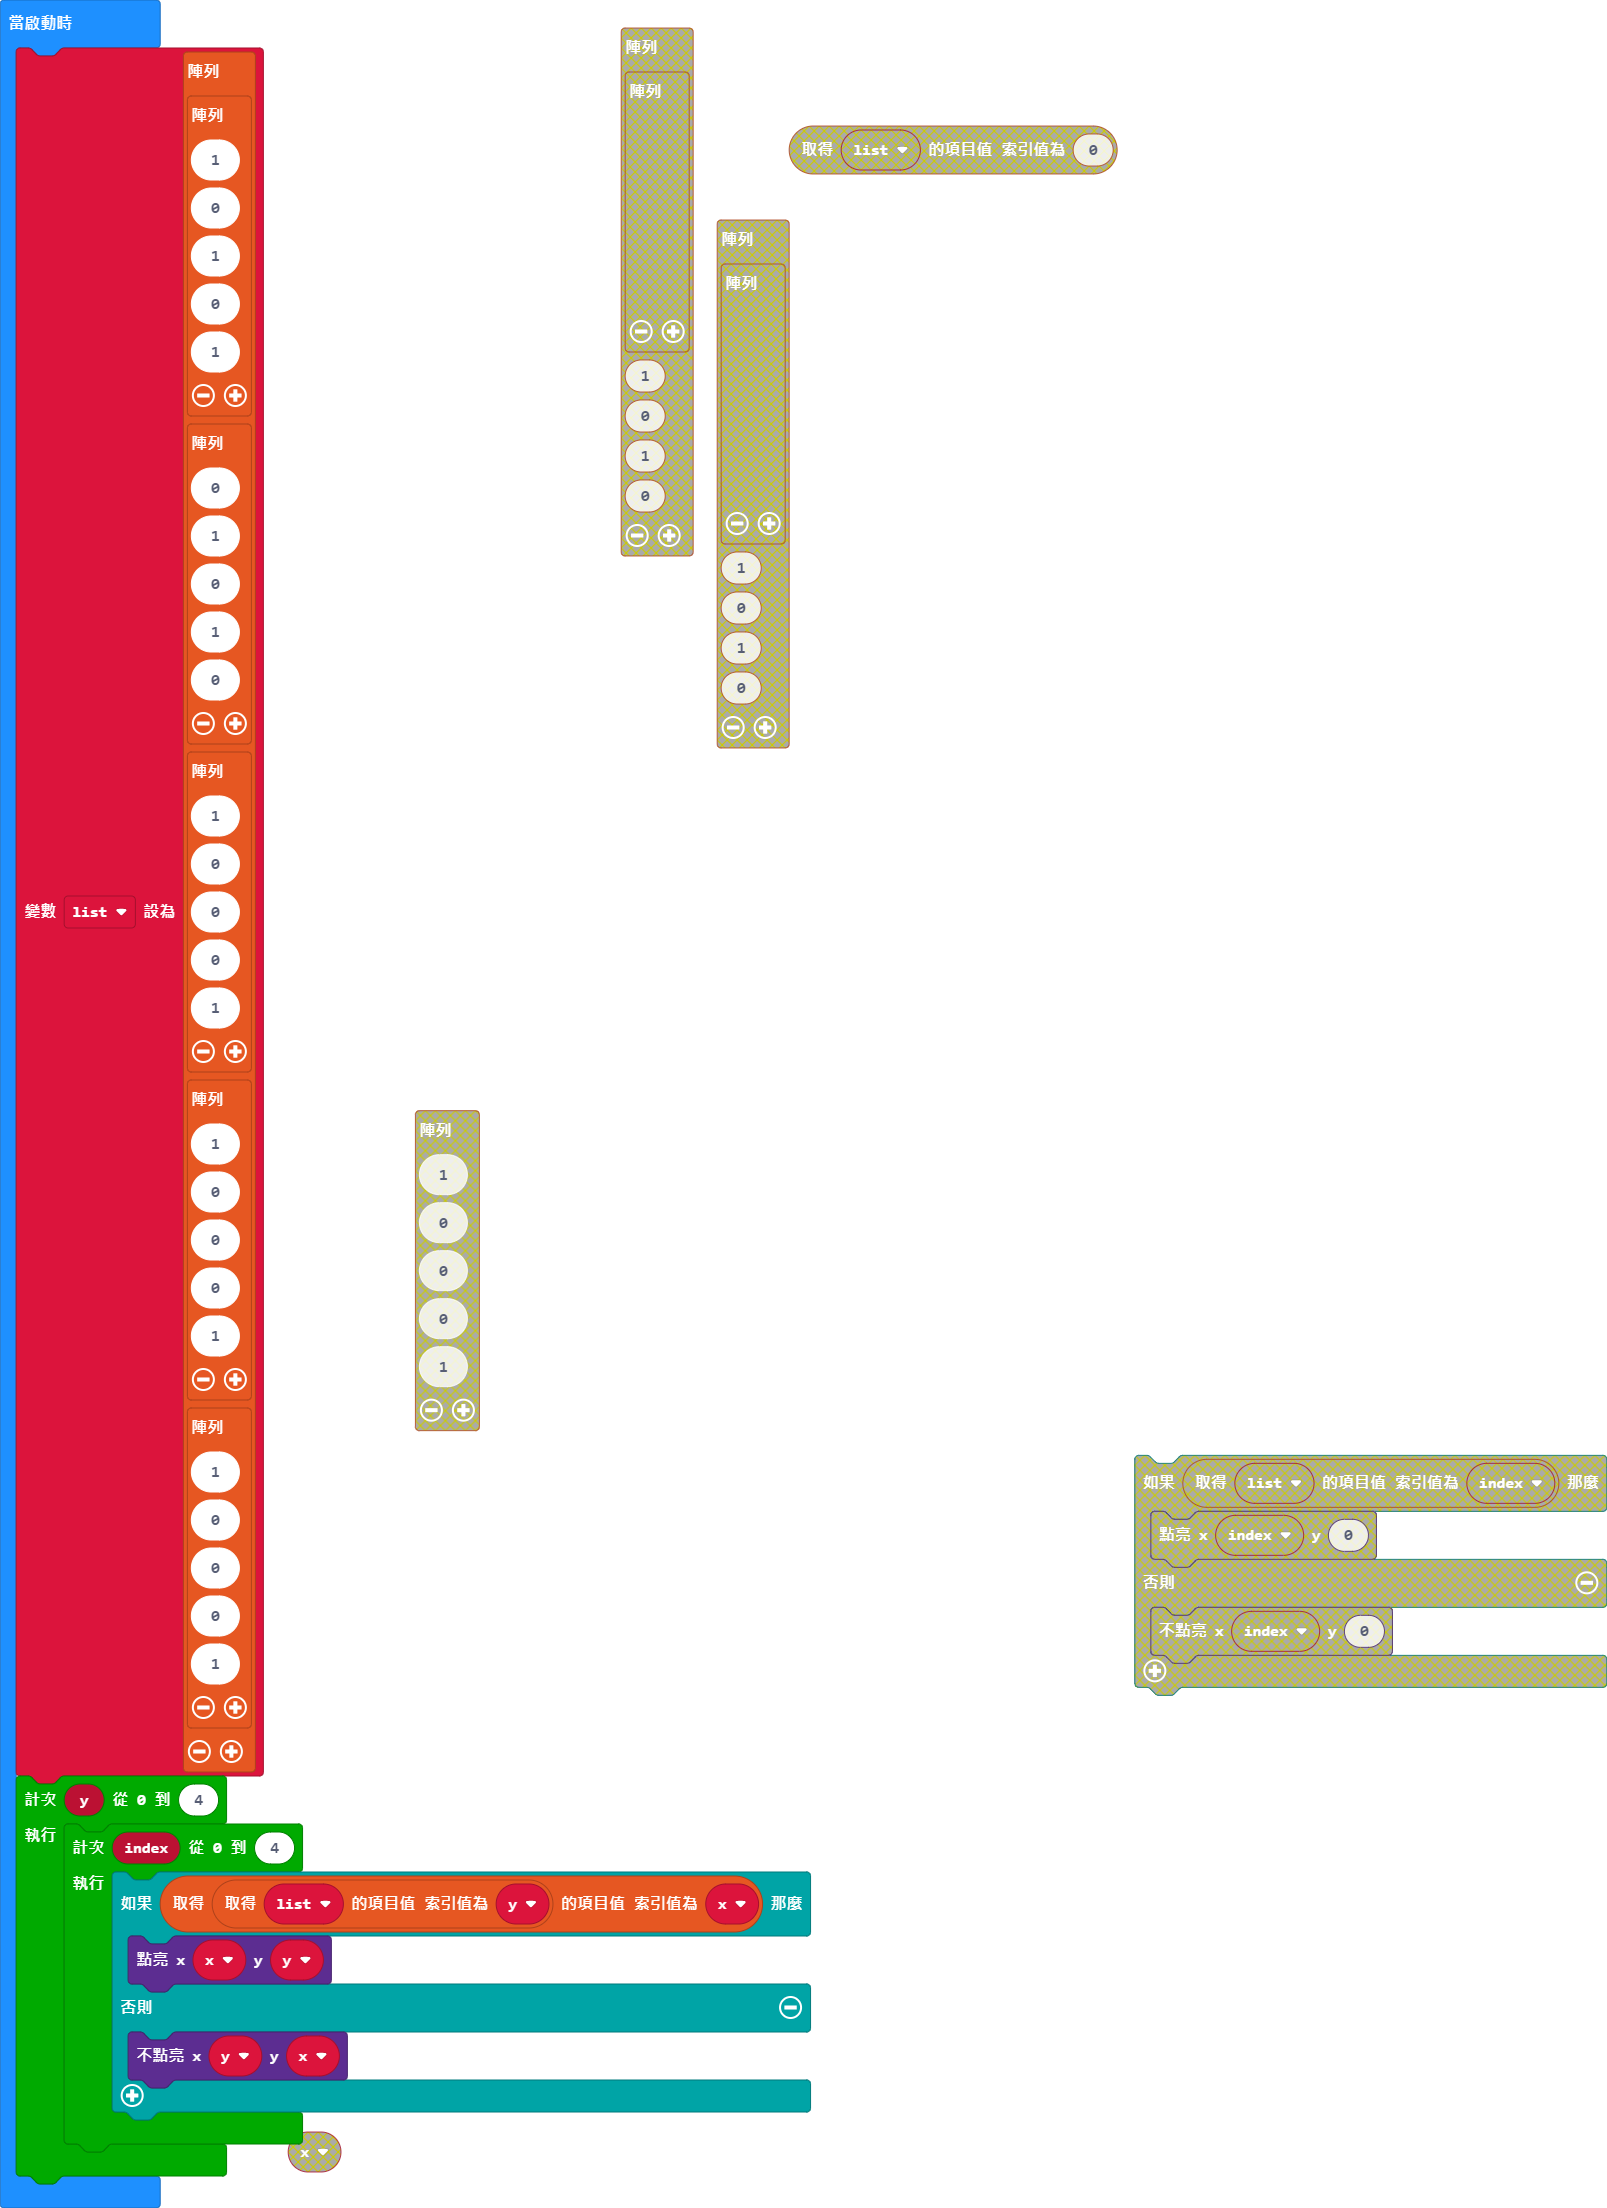 當啟動時
變數 list 設為
陣列
陣列
1
0
1
0
1
陣列
0
1
0
1
0
陣列
1
0
0
0
1
陣列
1
0
0
0
1
陣列
1
0
0
0
1
計次 y 從 0 到 4
執行
計次 index 從 0 到 4
執行
如果 取得 取得 list 的項目值 索引值為 y 的項目值 索引值為 x 那麼
點亮 x x y y
否則
不點亮 x y y x
x
陣列
陣列
1
0
1
0
取得 list 的項目值 索引值為 0
陣列
陣列
1
0
1
0
陣列
1
0
0
0
1
如果 取得 list 的項目值 索引值為 index 那麼
點亮 x index y 0
否則
不點亮 x index y 0